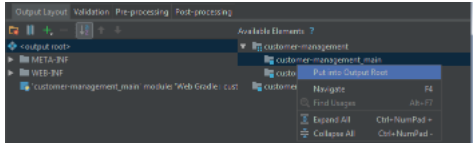 Output Layout Validation Pre-processing Post-processing
Available Elements ?
<output root>
META-INF
WEB-INF
'customer-management_main module: 'Web Gradle : cust
customer-management
customer-management_main
custo
customer
Put into Output Root
Navigate F4
Find Usages Alt+F7
Expand All Ctrl+NumPad +
Collapse All Ctrl+NumPad -